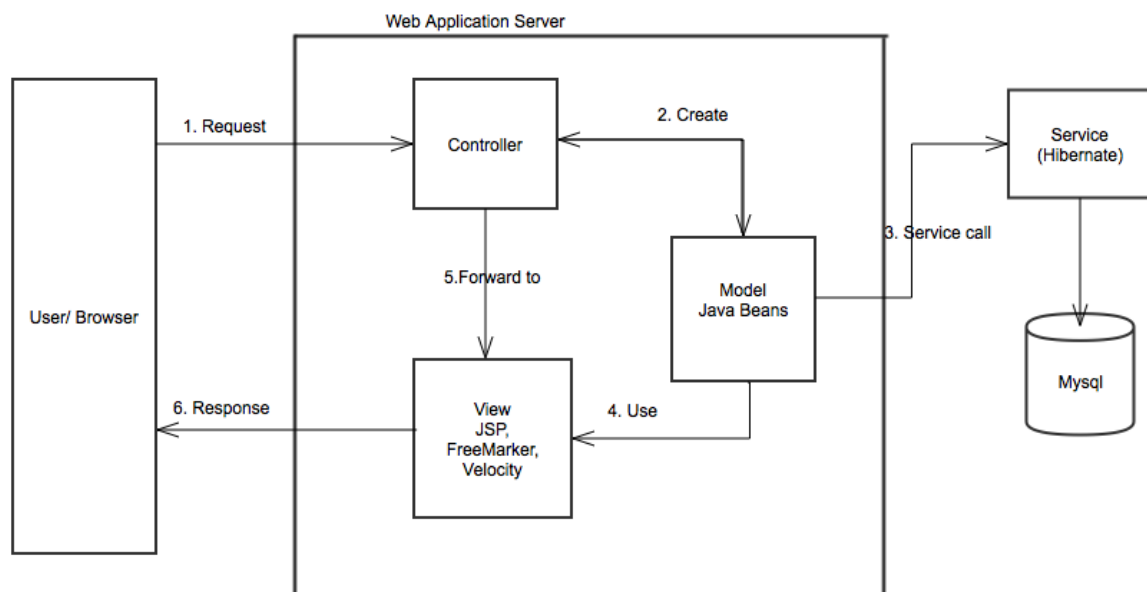 Web Application Server
1. Request
2. Create
Controller
Service
(Hibernate)
3. Service call
5.Forward to
Model
Java Beans
User/ Browser
Mysql
6. Response
4. Use
View
JSP,
FreeMarker,
Velocity